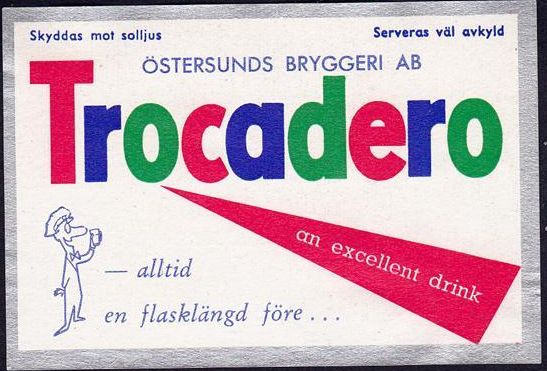 Skyddas mot solljus
Serveras väl avkyld
ÖSTERSUNDS BRYGGERI AB
Trocadero
an excellent drink
— alltid
en flasklängd före...